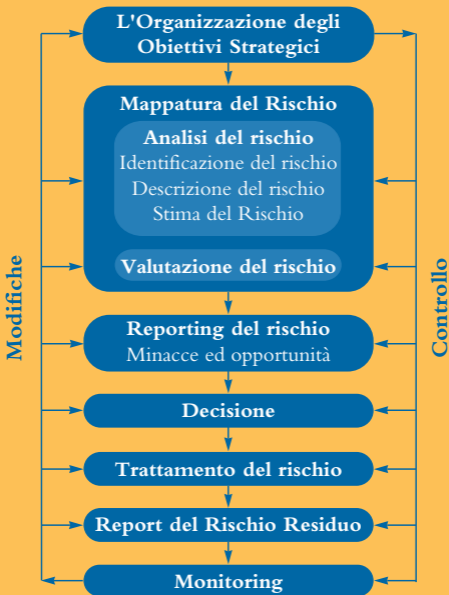 L'Organizzazione degli
Obiettivi Strategici
Mappatura del Rischio
Analisi del rischio
Identificazione del rischio
Descrizione del rischio
Stima del Rischio
Valutazione del rischio
Reporting del rischio
Minacce ed opportunità
Decisione
Trattamento del rischio
Report del Rischio Residuo
Monitoring
Modifiche
Controllo